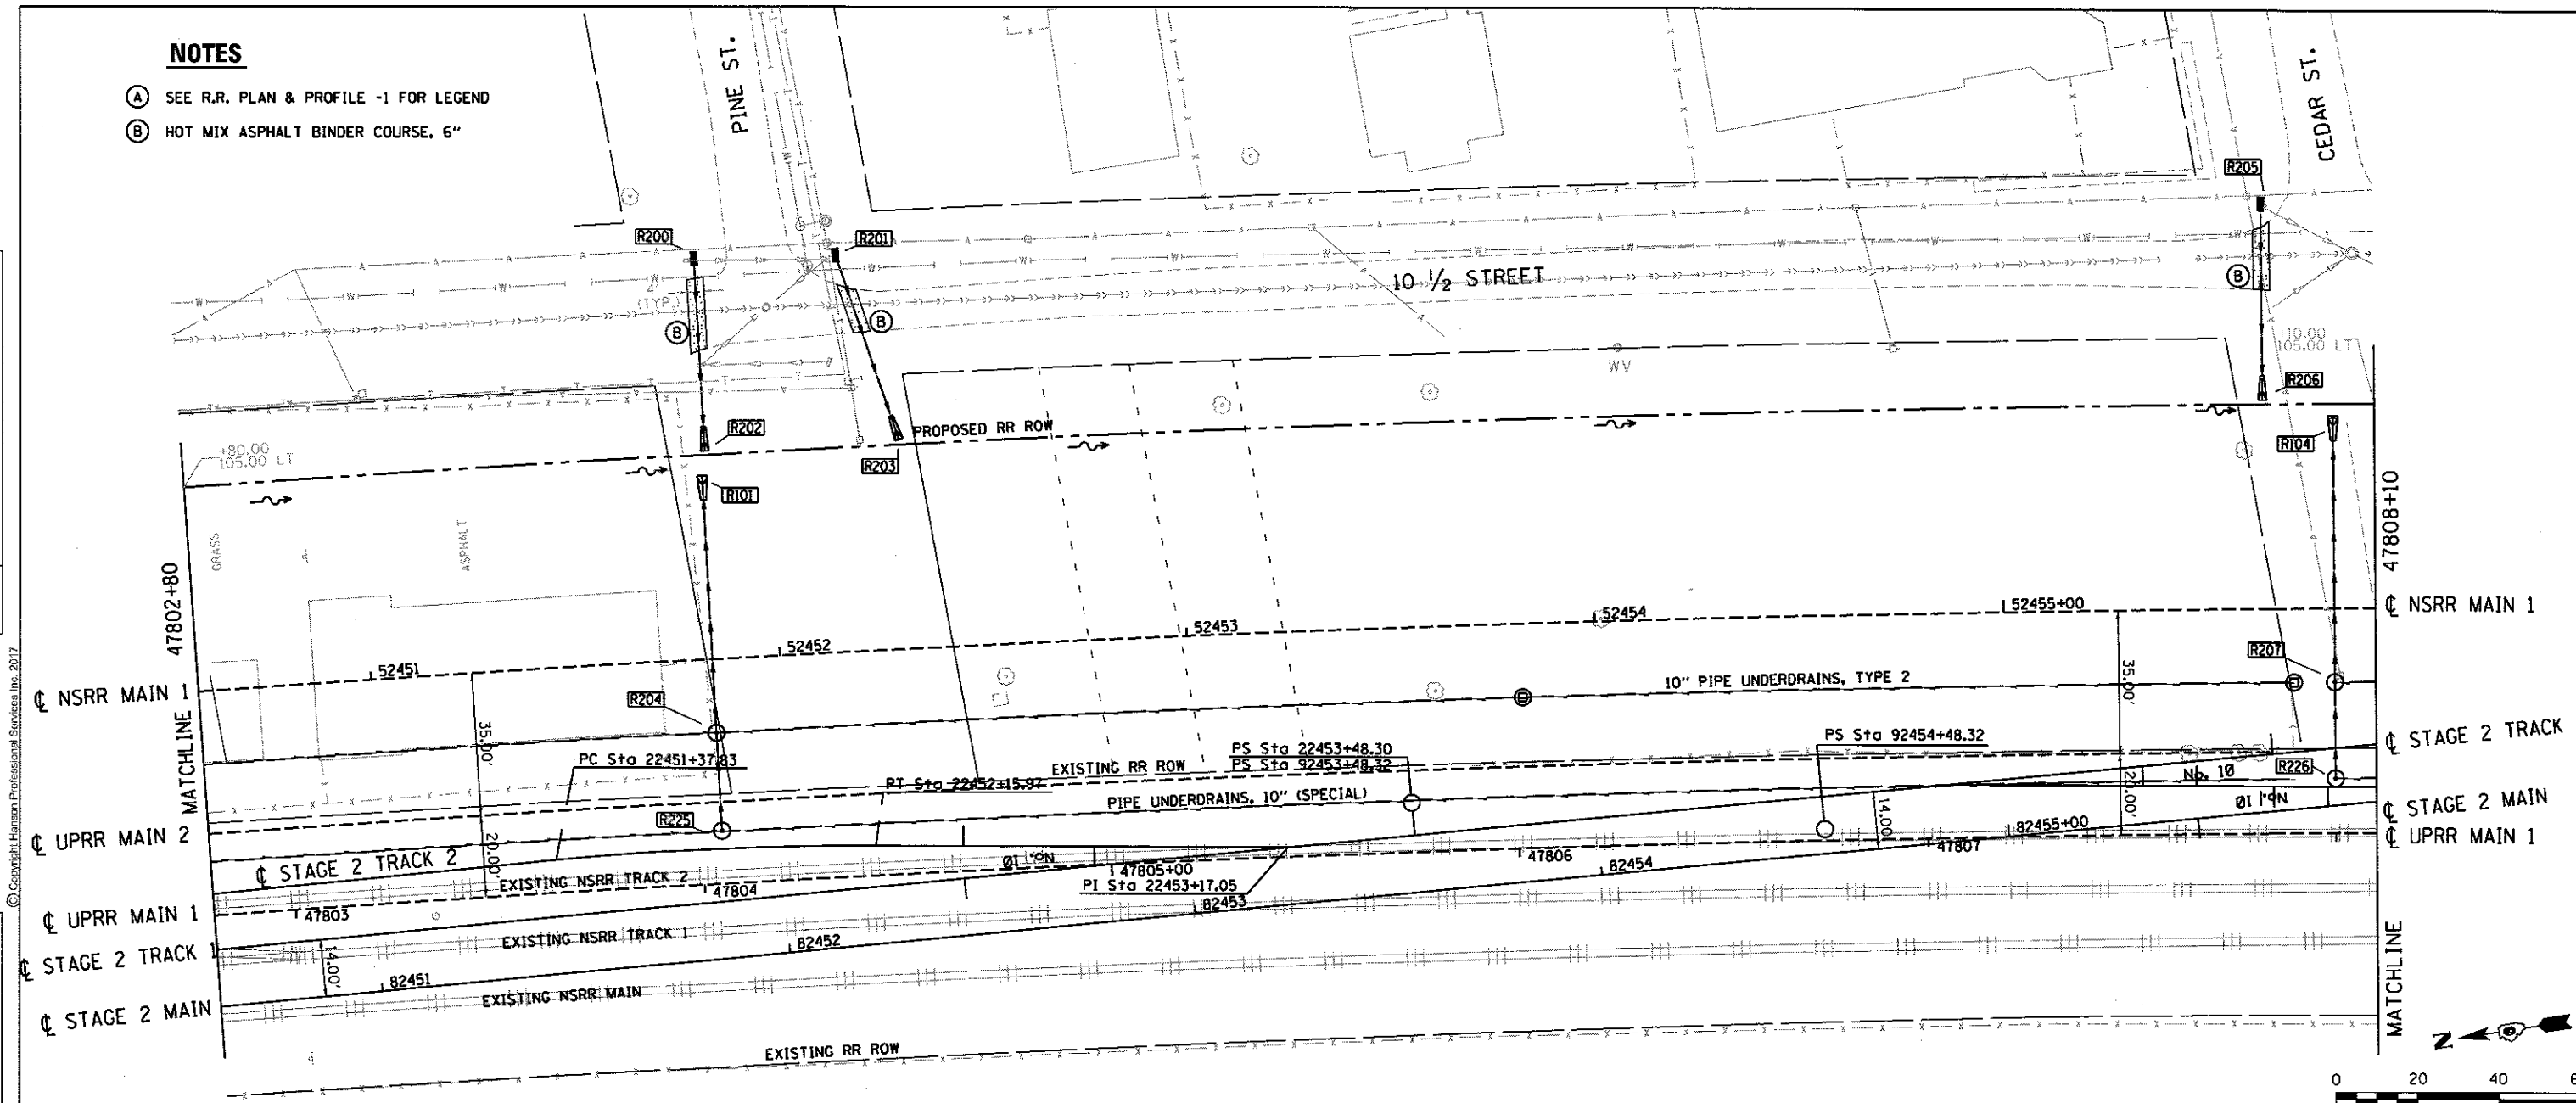 NOTES
A SEE R.R. PLAN & PROFILE -1 FOR LEGEND
B HOT MIX ASPHALT BINDER COURSE, 6"
PINE ST.
CEDAR ST.
R205
R200
R201
10 1/2 STREET
4'
(TYP.)
B
B
B
WV
+10.00
105.00 LT
R206
R202
PROPOSED RR ROW
R203
R104
+80.00
105.00 LT
R101
GRASS
ASPHALT
47802+80
MATCHLINE
47808+10
MATCHLINE
52451
52452
52453
52454
52455+00
℄ NSRR MAIN 1
℄ NSRR MAIN 1
R204
R207
10" PIPE UNDERDRAINS, TYPE 2
35.00'
35.00'
PC Sta 22451+37.83
PT Sta 22452+15.97
EXISTING RR ROW
PS Sta 22453+48.30
PS Sta 92453+48.32
PS Sta 92454+48.32
℄ STAGE 2 TRACK
R226
No. 10
No. 10
PIPE UNDERDRAINS, 10" (SPECIAL)
R225
14.00'
20.00'
20.00'
℄ STAGE 2 MAIN
℄ UPRR MAIN 1
℄ UPRR MAIN 2
℄ STAGE 2 TRACK 2
82455+00
47807
47806
82454
No. 10
47805+00
PI Sta 22453+17.05
EXISTING NSRR TRACK 2
47804
47803
82453
℄ UPRR MAIN 1
℄ STAGE 2 TRACK 1
EXISTING NSRR TRACK 1
82452
14.00'
82451
EXISTING NSRR MAIN
℄ STAGE 2 MAIN
EXISTING RR ROW
N
0 20 40
© Copyright Hanson Professional Services Inc. 2017